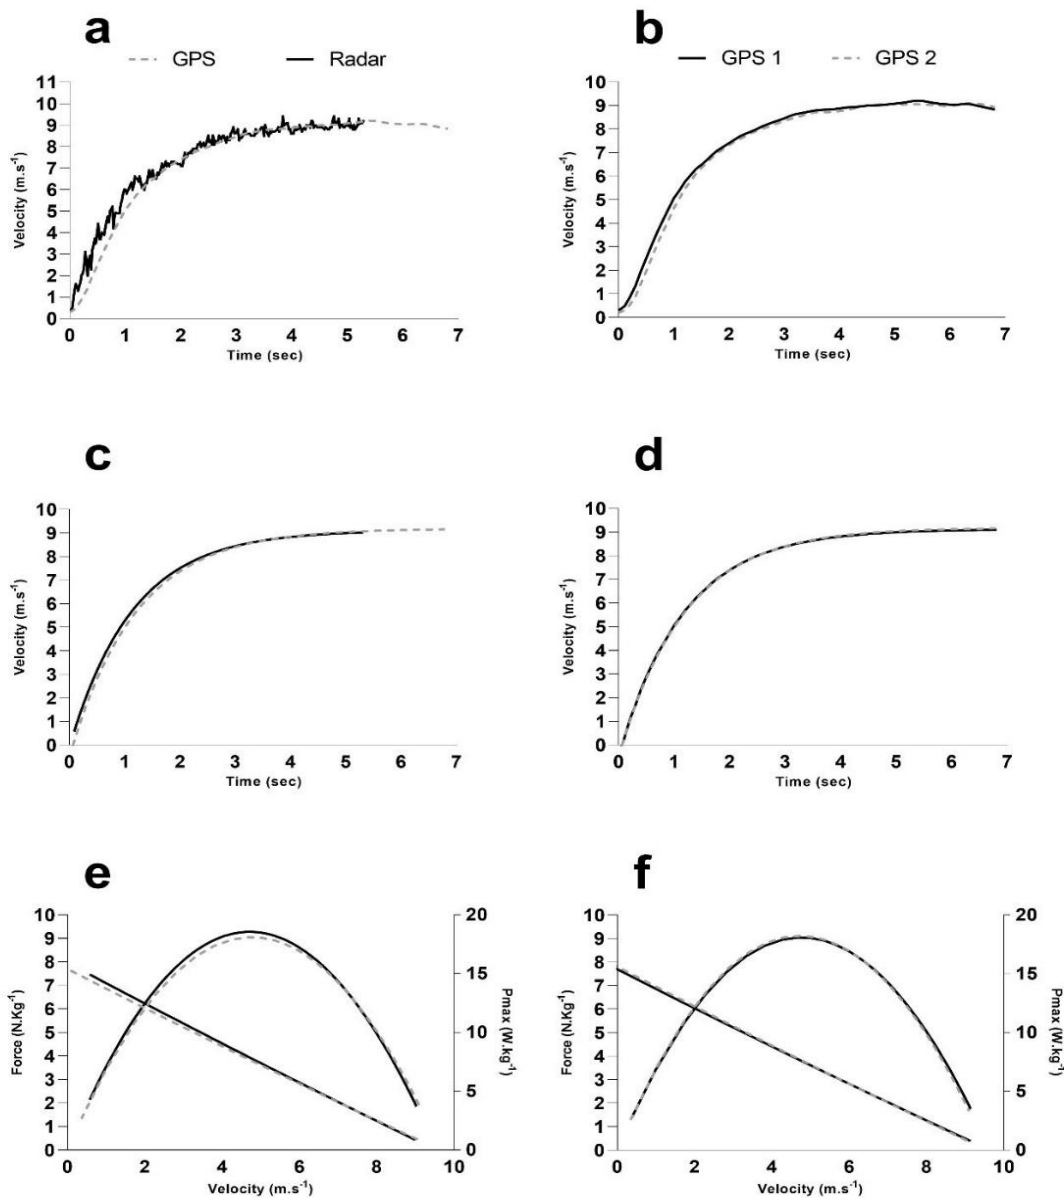 a
GPS Radar
11
10
9
8
7
6
5
4
3
2
1
0
Velocity (m.s-1)
0 1 2 3 4 5 6 7
Time (sec)
b
GPS 1 GPS 2
10
9
8
7
6
5
4
3
2
1
0
Velocity (m.s-1)
0 1 2 3 4 5 6 7
Time (sec)
c
10
9
8
7
6
5
4
3
2
1
0
Velocity (m.s-1)
0 1 2 3 4 5 6 7
Time (sec)
d
10
9
8
7
6
5
4
3
2
1
0
Velocity (m.s-1)
0 1 2 3 4 5 6 7
Time (sec)
e
10
9
8
7
6
5
4
3
2
1
0
Force (N.Kg-1)
20
15
10
5
0
Pmax (W.kg-1)
0 2 4 6 8 10
Velocity (m.s-1)
f
10
9
8
7
6
5
4
3
2
1
0
Force (N.Kg-1)
20
15
10
5
0
Pmax (W.kg-1)
0 2 4 6 8 10
Velocity (m.s-1)